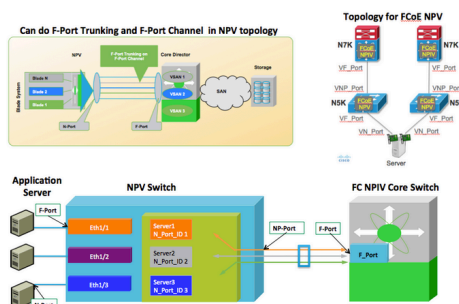 Can do F-Port Trunking and F-Port Channel in NPV topology
NPV
F-Port Trunking on
F-Port Channel
Core Director
Storage
Blade System
Blade N
Blade 2
Blade 1
VSAN 1
VSAN 2
VSAN 3
SAN
N-Port
F-Port
Topology for FCoE NPV
N7K
FCoE
NPIV
FCoE
NPIV
N7K
VF_Port
VF_Port
VNP_Port
VNP_Port
N5K
FCoE
NPV
FCoE
NPV
N5
VF_Port
VF_Port
VN_Port
VN_Port
Server
Application
Server
NPV Switch
FC NPIV Core Switch
F-Port
Eth1/1
Server1
N_Port_ID 1
NP-Port
F-Port
Eth1/2
Server2
N_Port_ID 2
F_Port
Eth1/3
Server3
N_Port_ID 3
N-Port